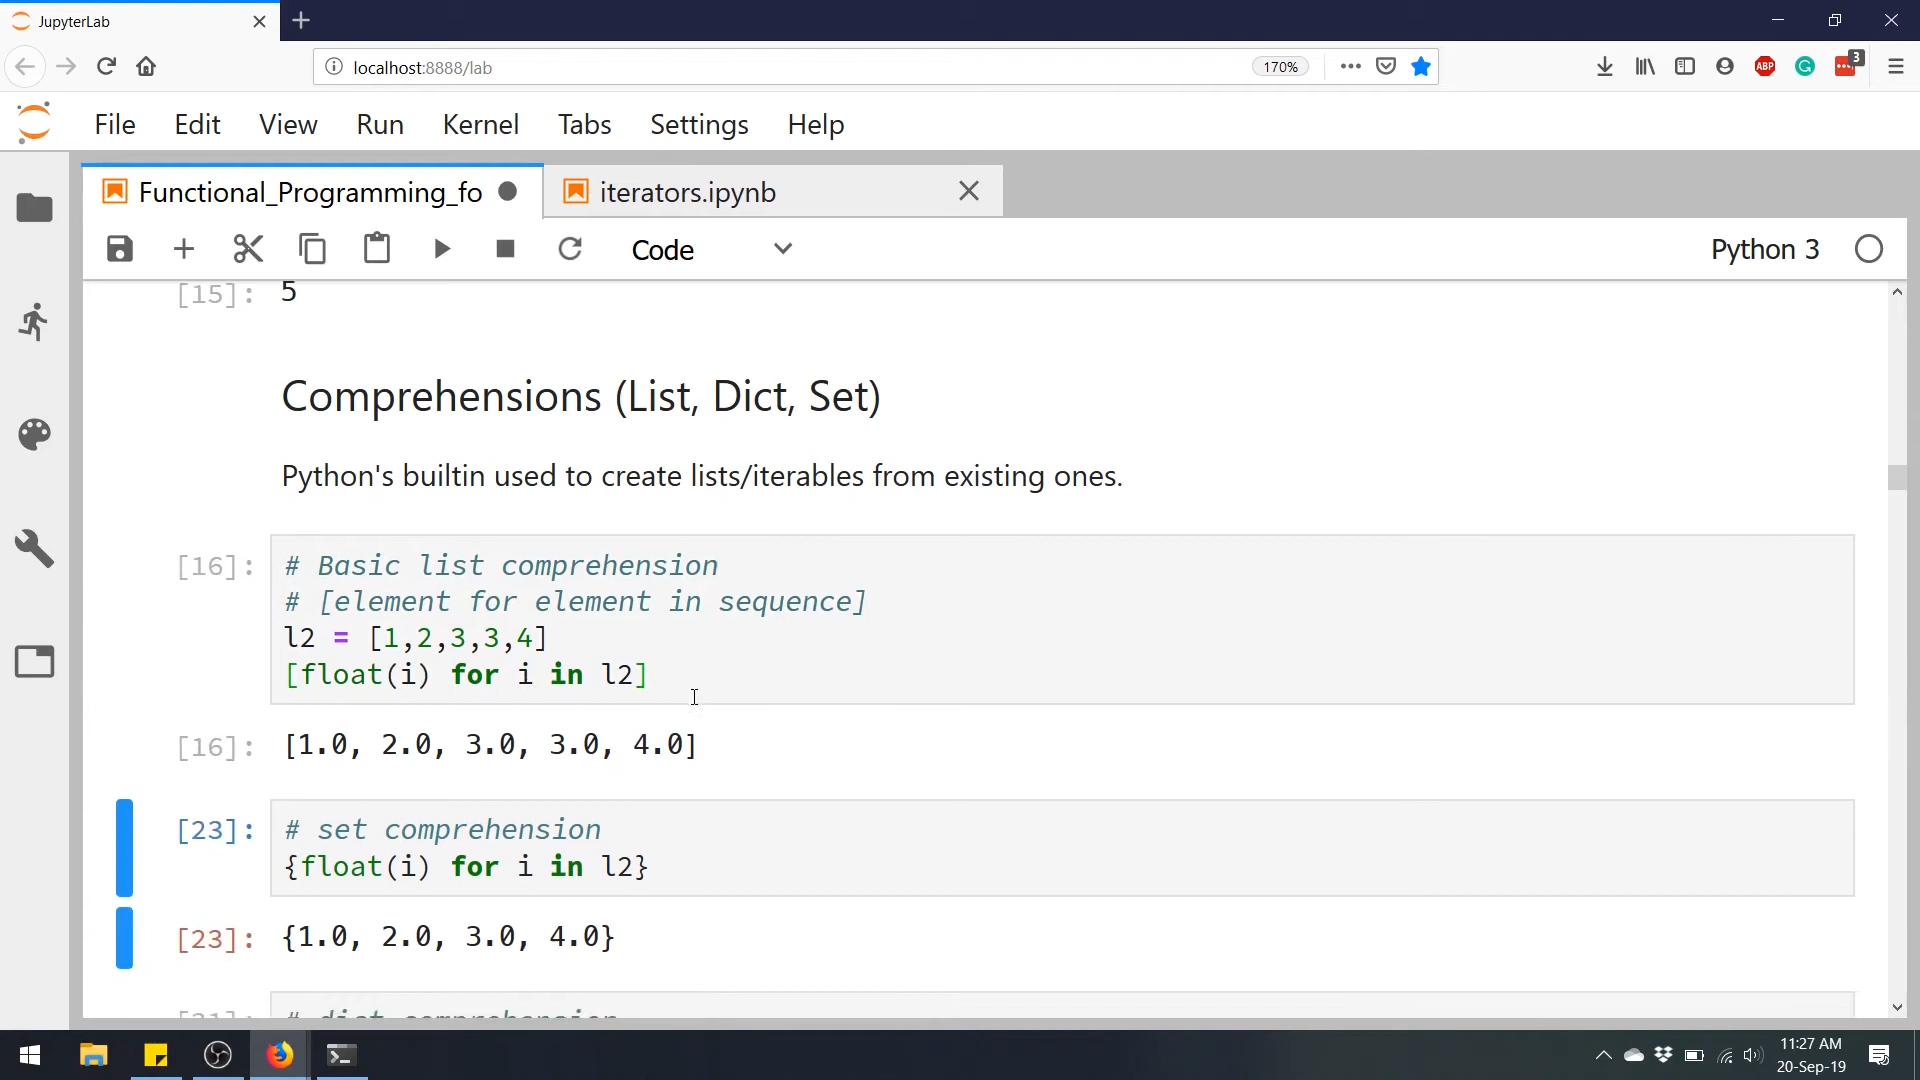 JupyterLab
localhost:8888/lab
170%
ABP
3
File Edit View Run Kernel Tabs Settings Help
Functional_Programming_fo
iterators.ipynb
Code
Python 3
[15]: 5
Comprehensions (List, Dict, Set)
Python's builtin used to create lists/iterables from existing ones.
[16]: # Basic list comprehension
# [element for element in sequence]
l2 = [1,2,3,3,4]
[float(i) for i in l2]
[16]: [1.0, 2.0, 3.0, 3.0, 4.0]
[23]: # set comprehension
{float(i) for i in l2}
[23]: {1.0, 2.0, 3.0, 4.0}
# dict comprehension
11:27 AM
20-Sep-19